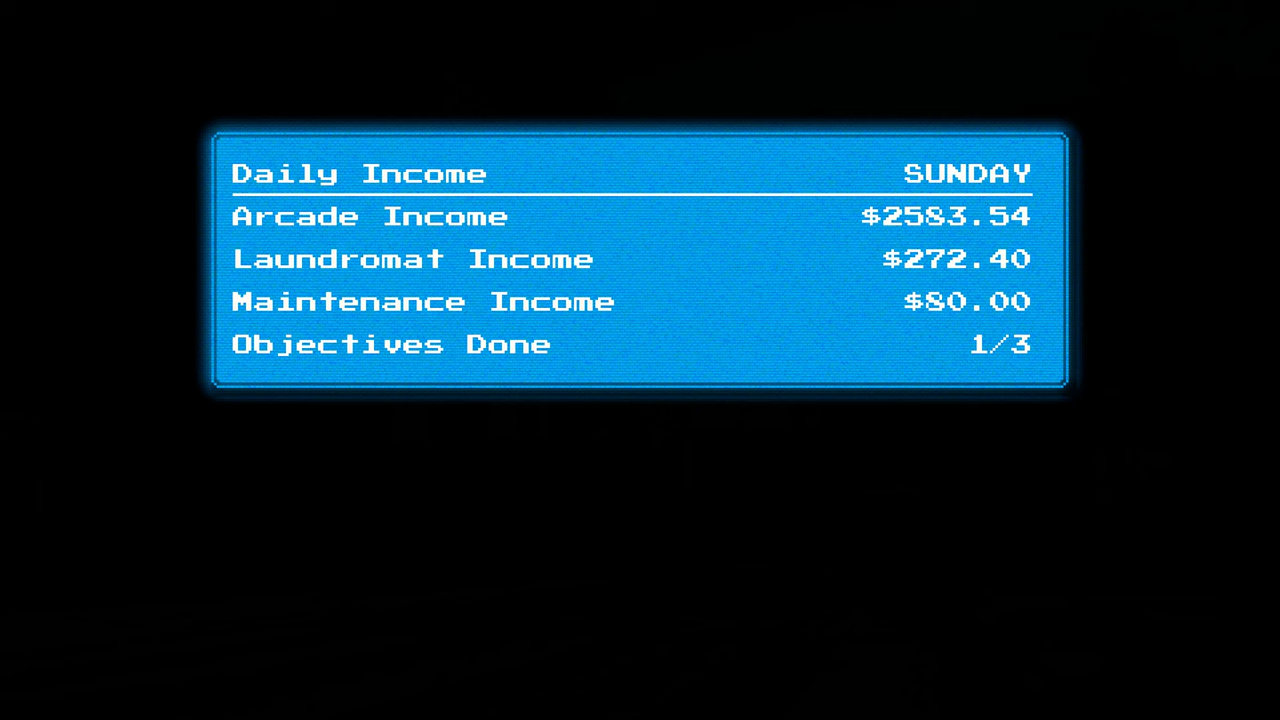 Daily Income SUNDAY
Arcade Income $2583.54
Laundromat Income $272.40
Maintenance Income $80.00
Objectives Done 1/3